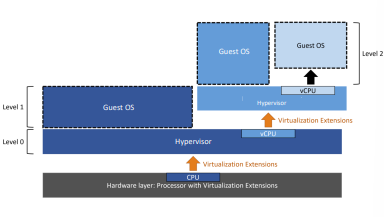 Guest OS
Guest OS
Level 2
vCPU
Hypervisor
Level 1
Guest OS
Virtualization Extensions
vCPU
Level 0
Hypervisor
Virtualization Extensions
CPU
Hardware layer: Processor with Virtualization Extensions